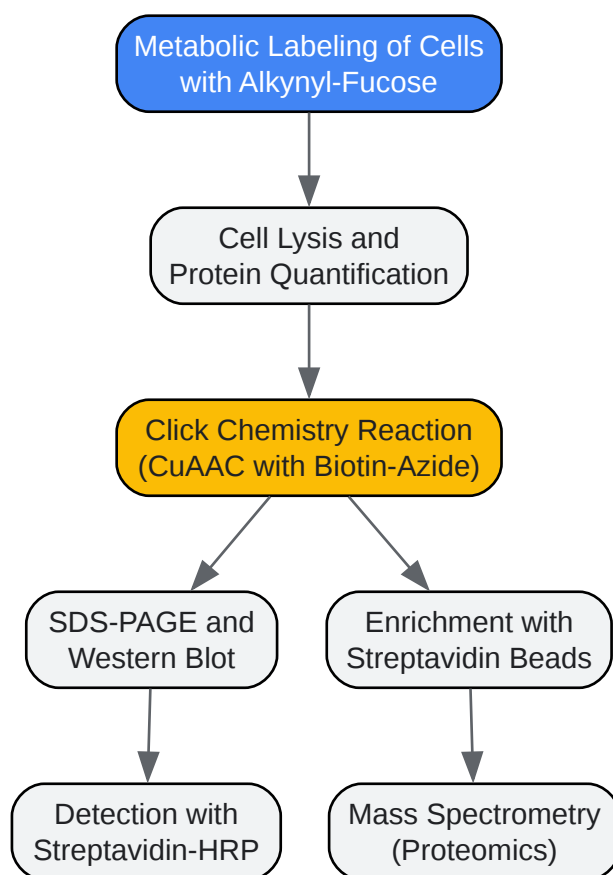 Metabolic Labeling of Cells
with Alkynyl-Fucose
Cell Lysis and
Protein Quantification
Click Chemistry Reaction
(CuAAC with Biotin-Azide)
SDS-PAGE and
Western Blot
Enrichment with
Streptavidin Beads
Detection with
Streptavidin-HRP
Mass Spectrometry
(Proteomics)